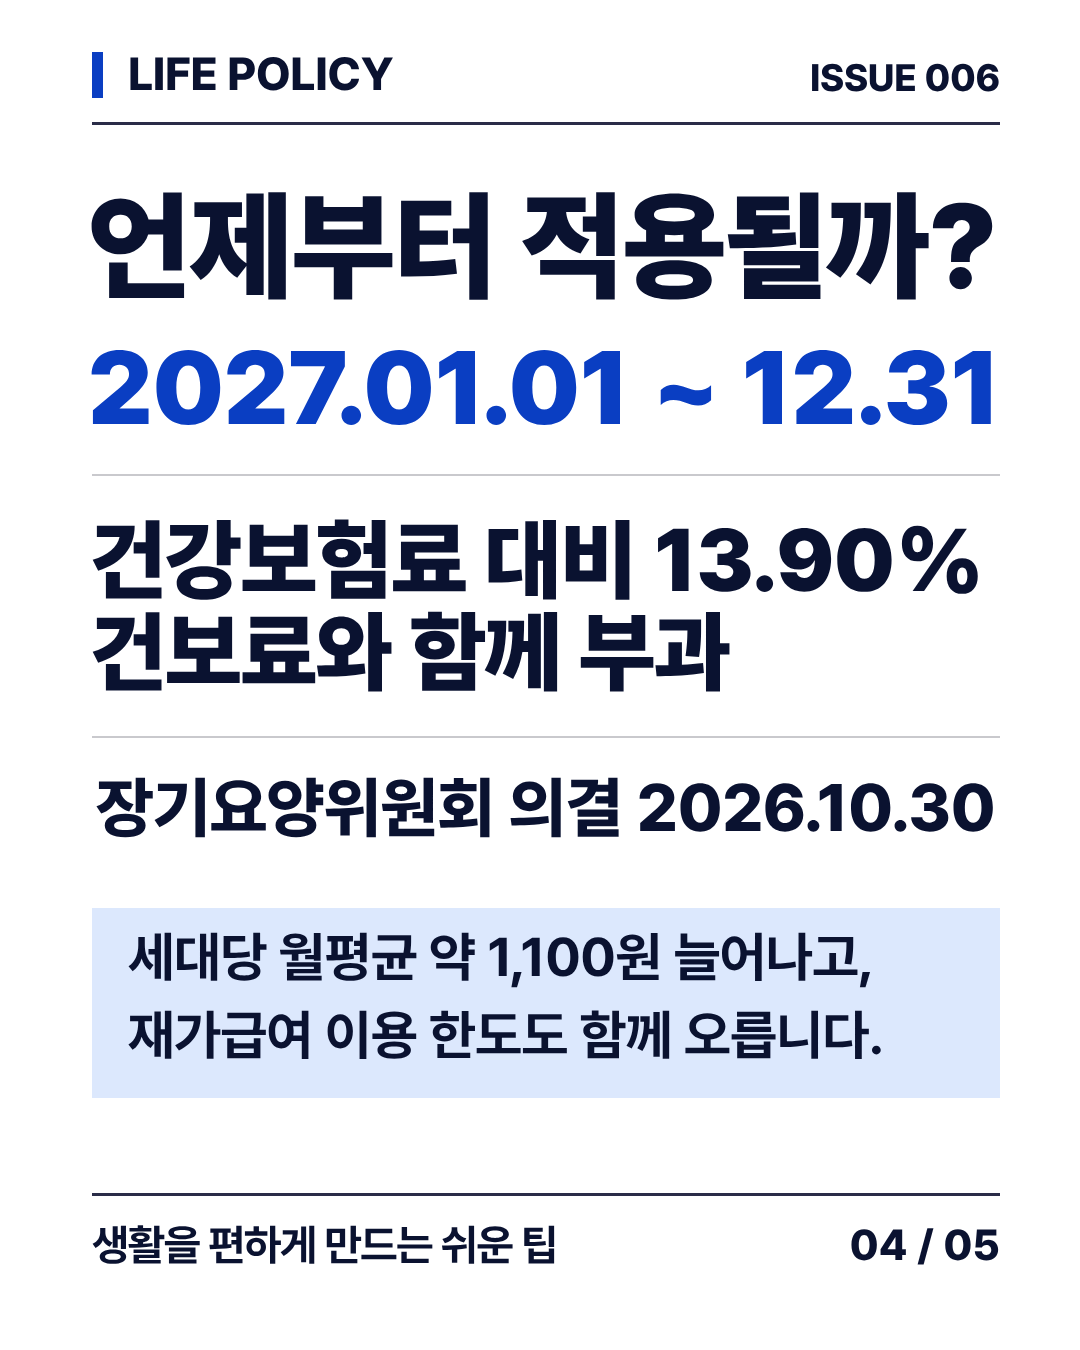 LIFE POLICY
ISSUE 006
언제부터 적용될까?
2027.01.01 ~ 12.31
건강보험료 대비 13.90%
건보료와 함께 부과
장기요양위원회 의결 2026.10.30
세대당 월평균 약 1,100원 늘어나고,
재가급여 이용 한도도 함께 오릅니다.
생활을 편하게 만드는 쉬운 팁
04 / 05